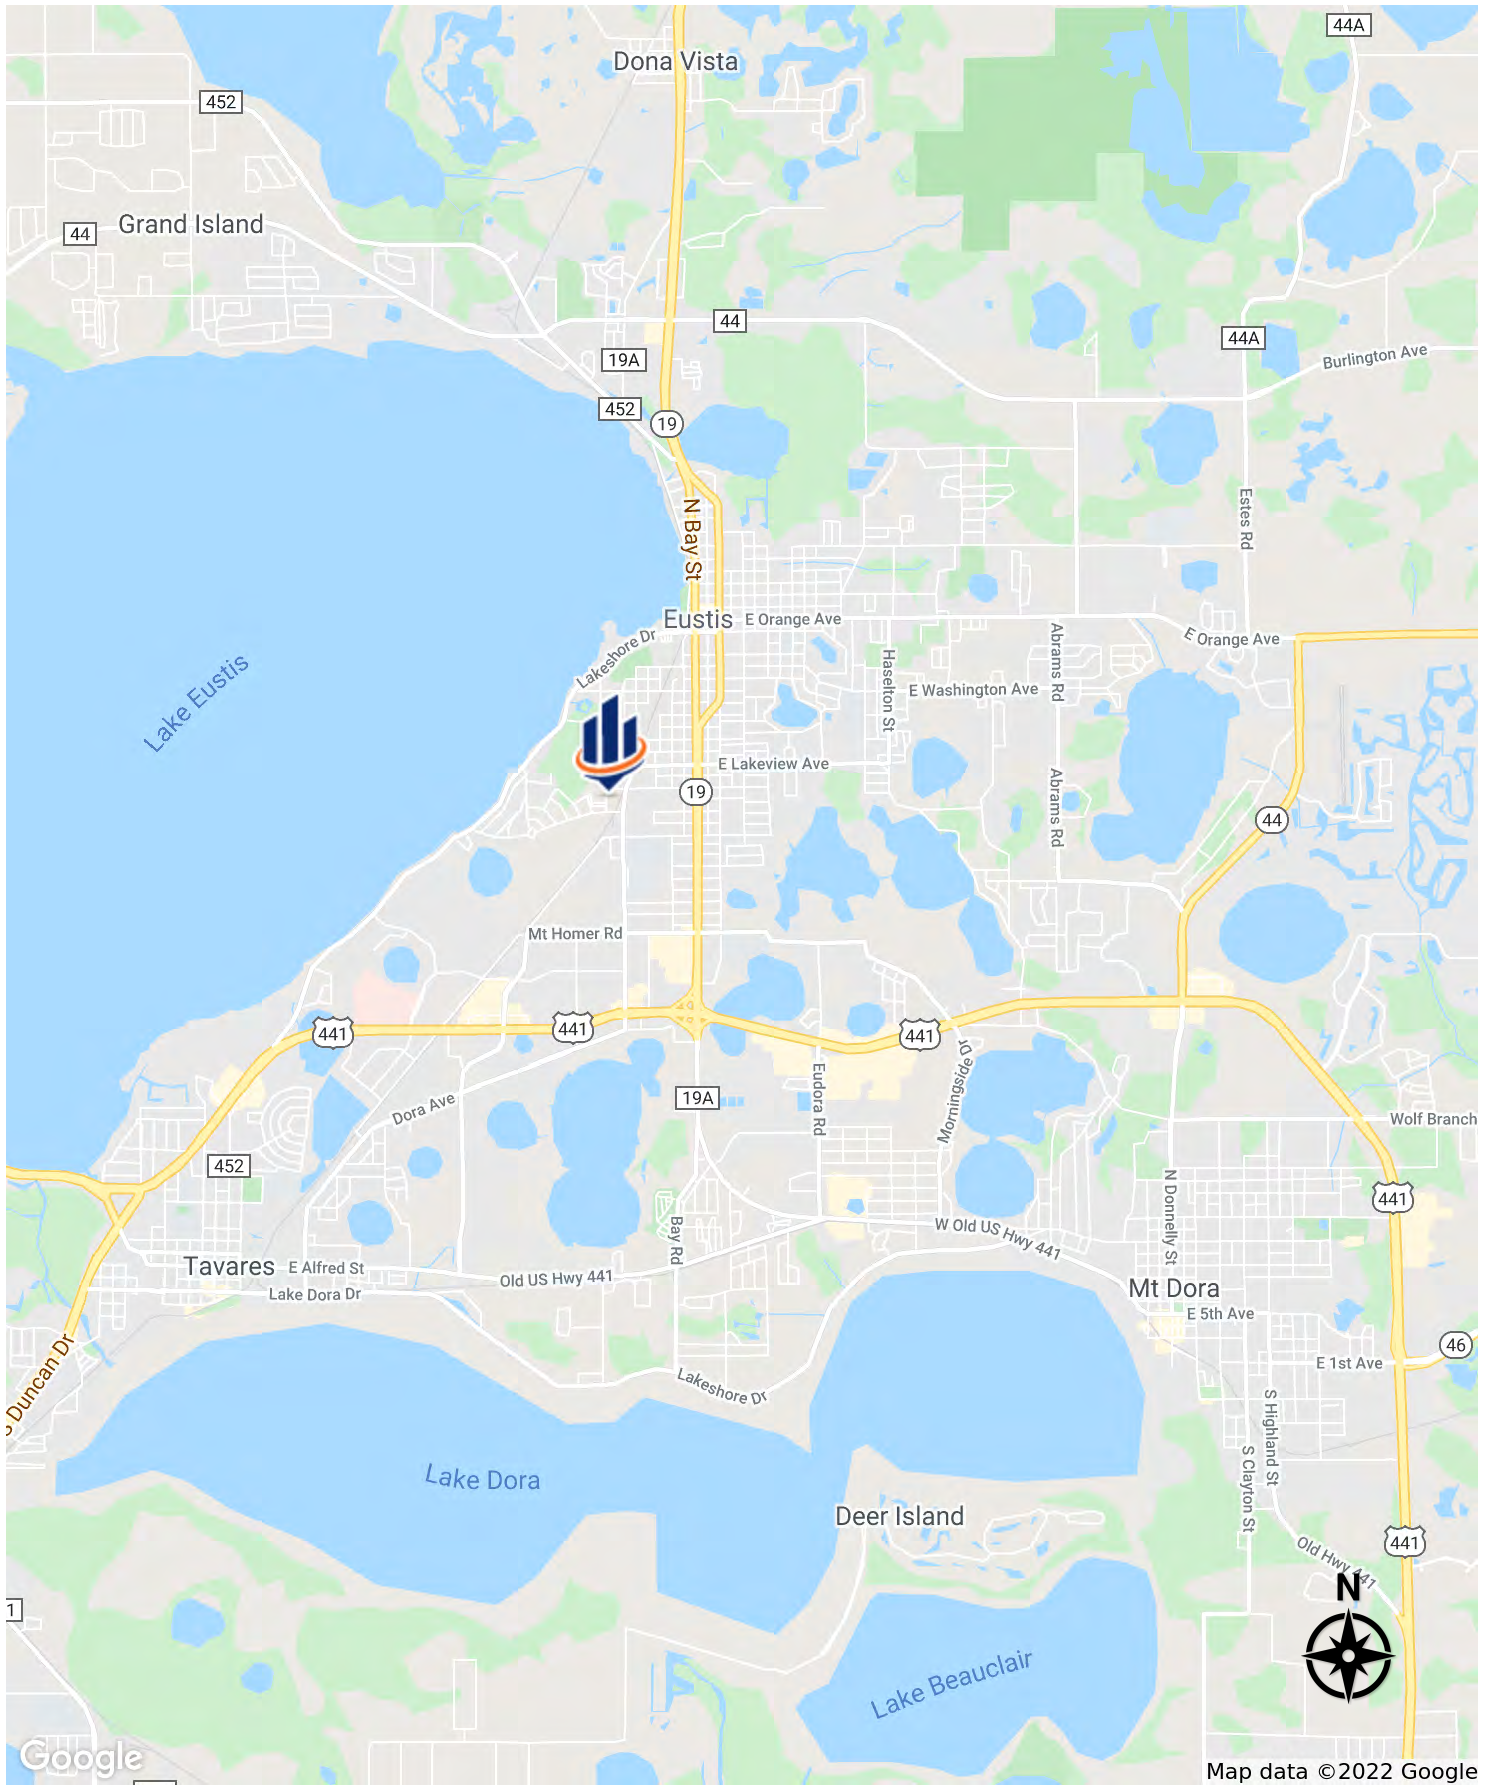 44A
Dona Vista
452
Grand Island
44
44
44A
19A
Burlington Ave
452
19
N Bay St
Estes Rd
Eustis
E Orange Ave
E Orange Ave
Lakeshore Dr
Abrams Rd
Haselton St
Lake Eustis
E Washington Ave
E Lakeview Ave
19
Abrams Rd
44
Mt Homer Rd
441
441
441
Morningside Dr
Eudora Rd
19A
Dora Ave
Wolf Branch
452
N Donnelly St
441
Bay Rd
W Old US Hwy 441
Tavares
E Alfred St
Old US Hwy 441
Lake Dora Dr
Mt Dora
E 5th Ave
46
S Duncan Dr
E 1st Ave
Lakeshore Dr
S Highland St
S Clayton St
Lake Dora
Deer Island
441
Old Hwy 441
N
1
Lake Beauclair
Google
Map data ©2022 Google